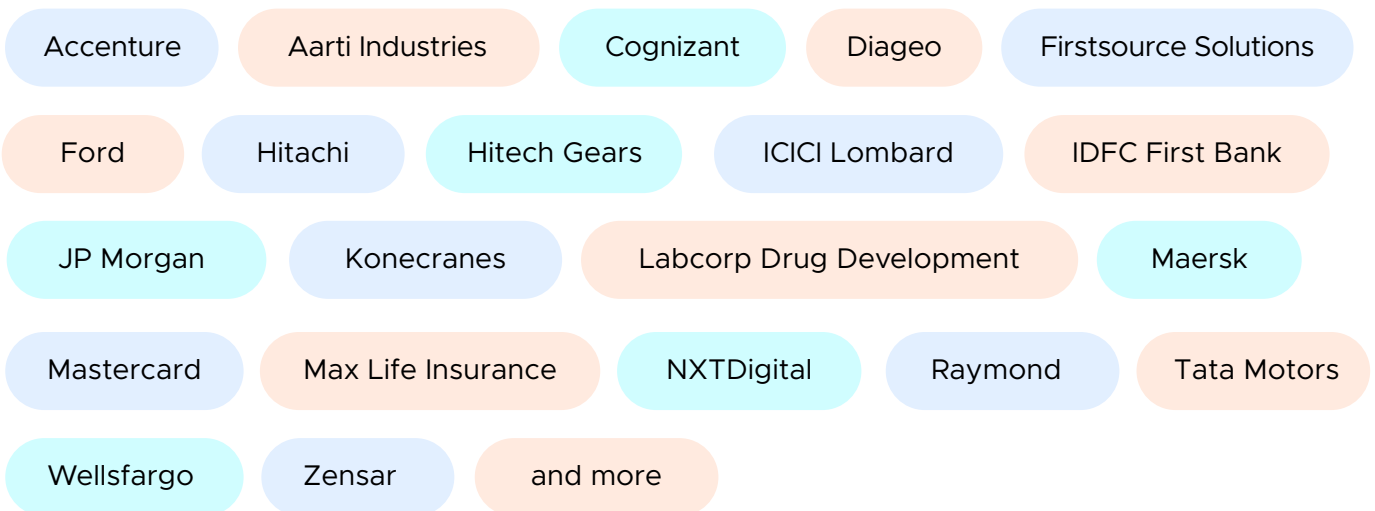 Accenture Aarti Industries Cognizant Diageo Firstsource Solutions
Ford Hitachi Hitech Gears ICICI Lombard IDFC First Bank
JP Morgan Konecranes Labcorp Drug Development Maersk
Mastercard Max Life Insurance NXTDigital Raymond Tata Motors
Wellsfargo Zensar and more